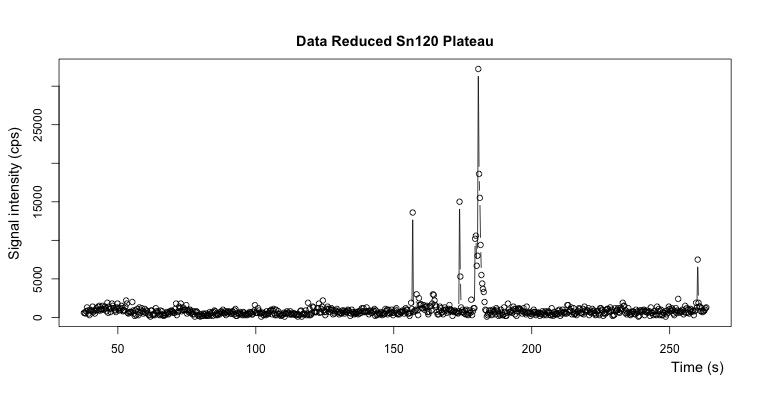 Data Reduced Sn120 Plateau
Signal intensity (cps)
25000
15000
5000
0
50 100 150 200 250
Time (s)